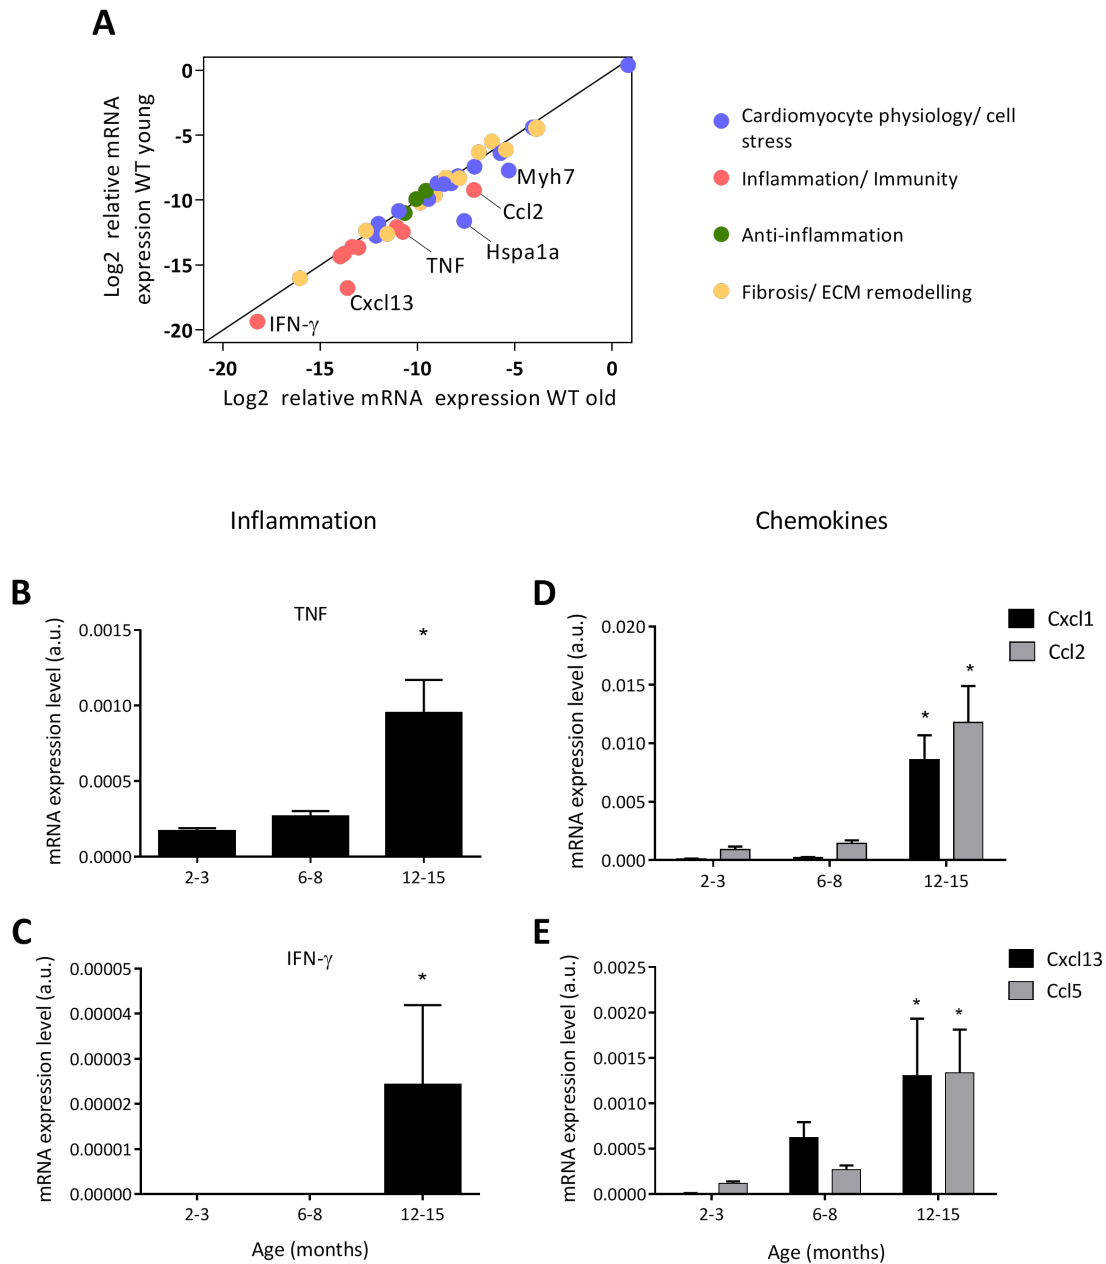 A
Log2 relative mRNA
expression WT young
0
-5
-10
-15
-20
-20
-15
-10
-5
0
Log2 relative mRNA expression WT old
Myh7
Ccl2
Hspa1a
TNF
Cxcl13
IFN-γ
Cardiomyocyte physiology/ cell
stress
Inflammation/ Immunity
Anti-inflammation
Fibrosis/ ECM remodelling
Inflammation
Chemokines
B
TNF
mRNA expression level (a.u.)
0.0015
0.0010
0.0005
0.0000
*
2-3
6-8
12-15
D
mRNA expression level (a.u.)
0.020
0.015
0.010
0.005
0.000
*
*
2-3
6-8
12-15
Cxcl1
Ccl2
C
IFN-γ
mRNA expression level (a.u.)
0.00005
0.00004
0.00003
0.00002
0.00001
0.00000
*
2-3
6-8
12-15
Age (months)
E
mRNA expression level (a.u.)
0.0025
0.0020
0.0015
0.0010
0.0005
0.0000
*
*
2-3
6-8
12-15
Age (months)
Cxcl13
Ccl5